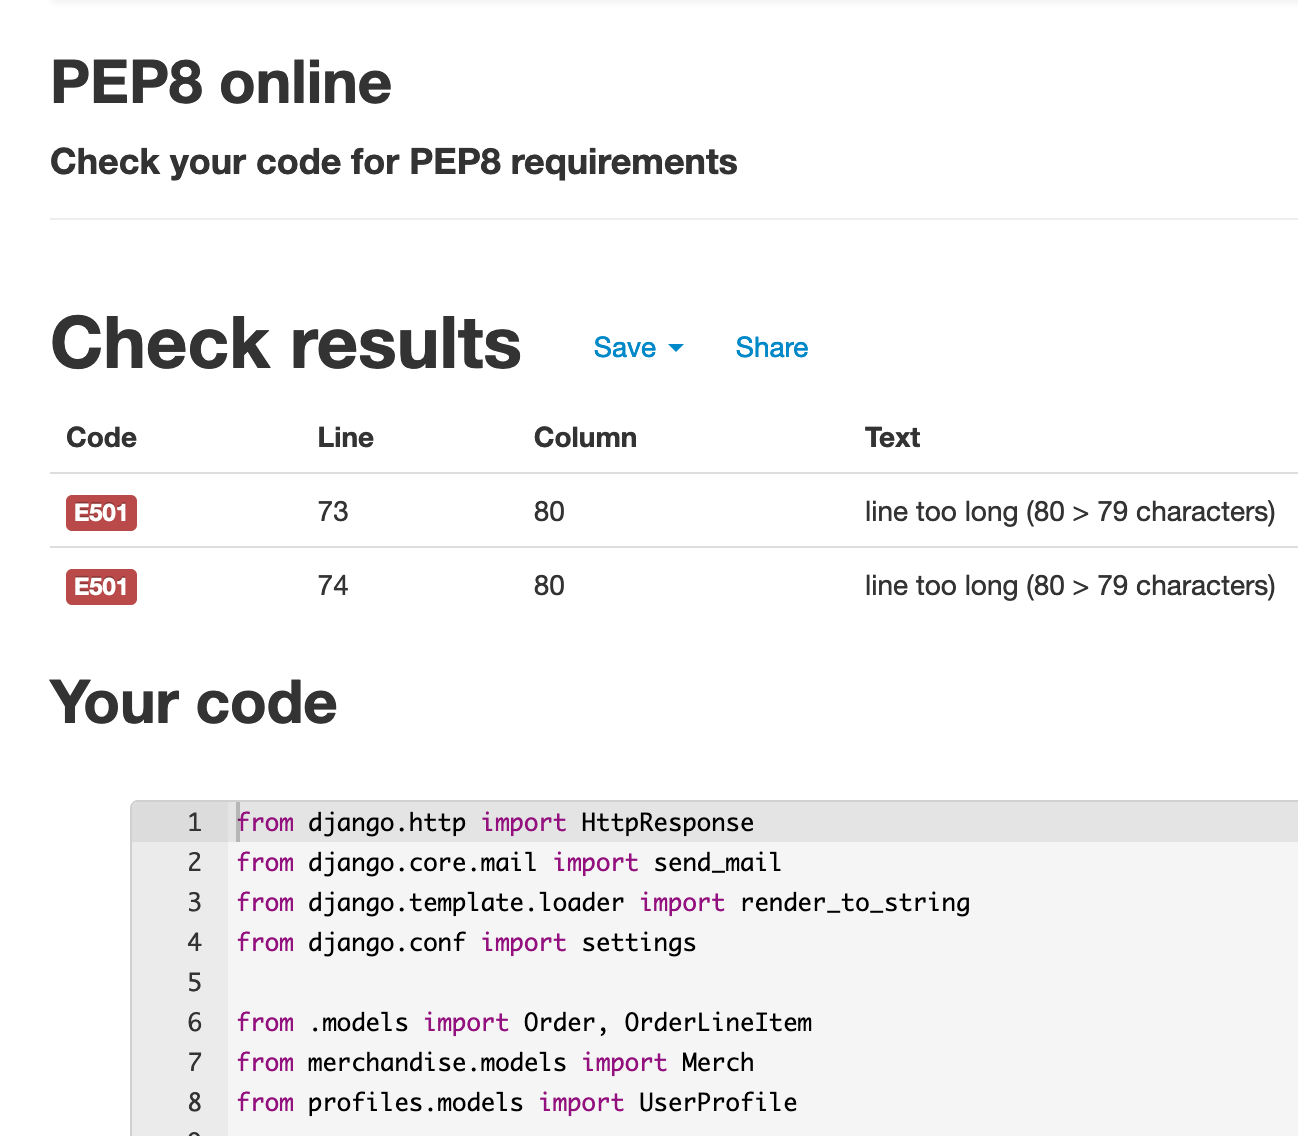 PEP8 online
Check your code for PEP8 requirements
Check results Save Share
Code Line Column Text
E501 73 80 line too long (80 > 79 characters)
E501 74 80 line too long (80 > 79 characters)
Your code
1 from django.http import HttpResponse
2 from django.core.mail import send_mail
3 from django.template.loader import render_to_string
4 from django.conf import settings
5
6 from .models import Order, OrderLineItem
7 from merchandise.models import Merch
8 from profiles.models import UserProfile